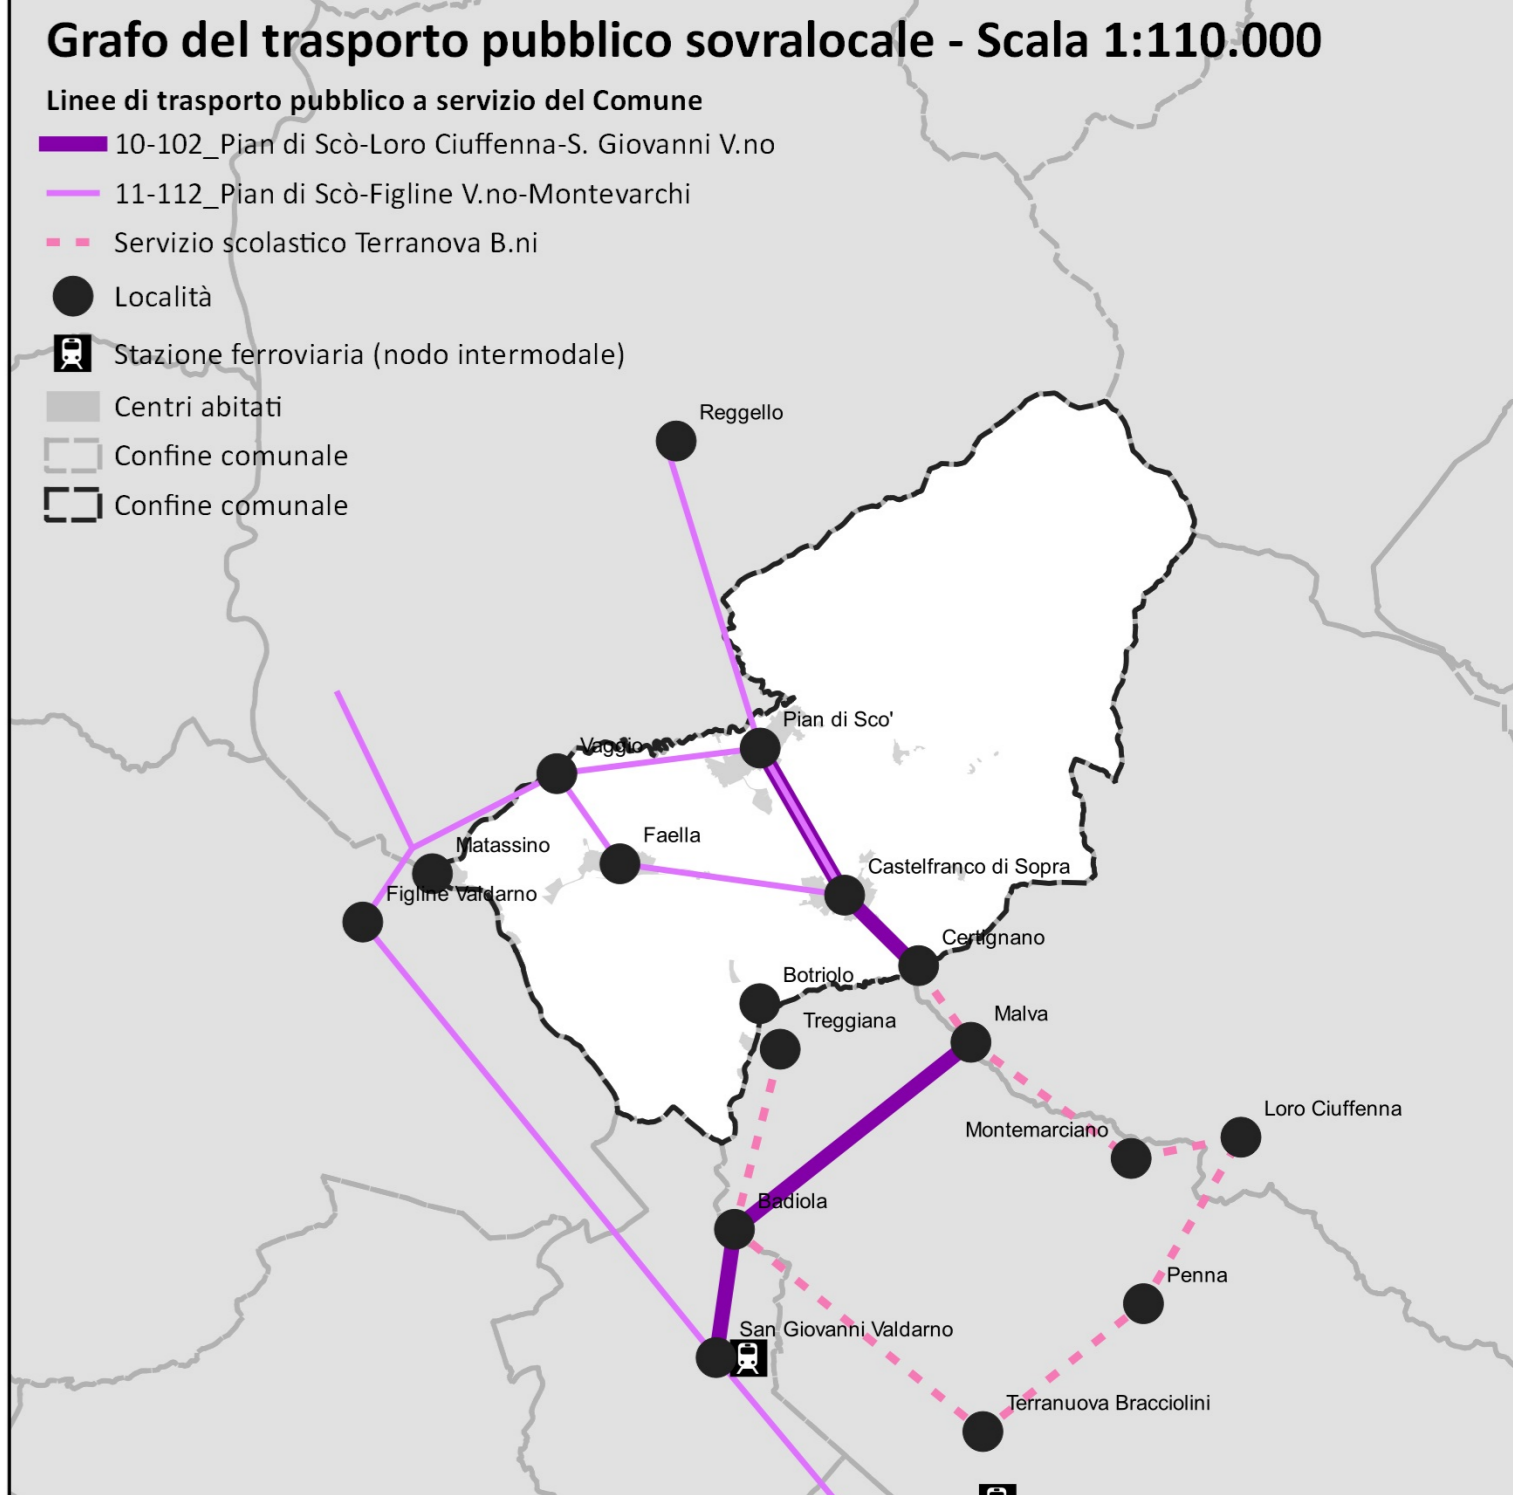 Grafo del trasporto pubblico sovralocale - Scala 1:110.000
Linee di trasporto pubblico a servizio del Comune
10-102_Pian di Scò-Loro Ciuffenna-S. Giovanni V.no
11-112_Pian di Scò-Figline V.no-Montevarchi
Servizio scolastico Terranova B.ni
Località
Stazione ferroviaria (nodo intermodale)
Centri abitati
Confine comunale
Confine comunale
Reggello
Pian di Sco'
Vaggio
Faella
Matassino
Castelfranco di Sopra
Figline Valdarno
Certignano
Botriolo
Malva
Treggiana
Loro Ciuffenna
Montemarciano
Badiola
Penna
San Giovanni Valdarno
Terranuova Bracciolini